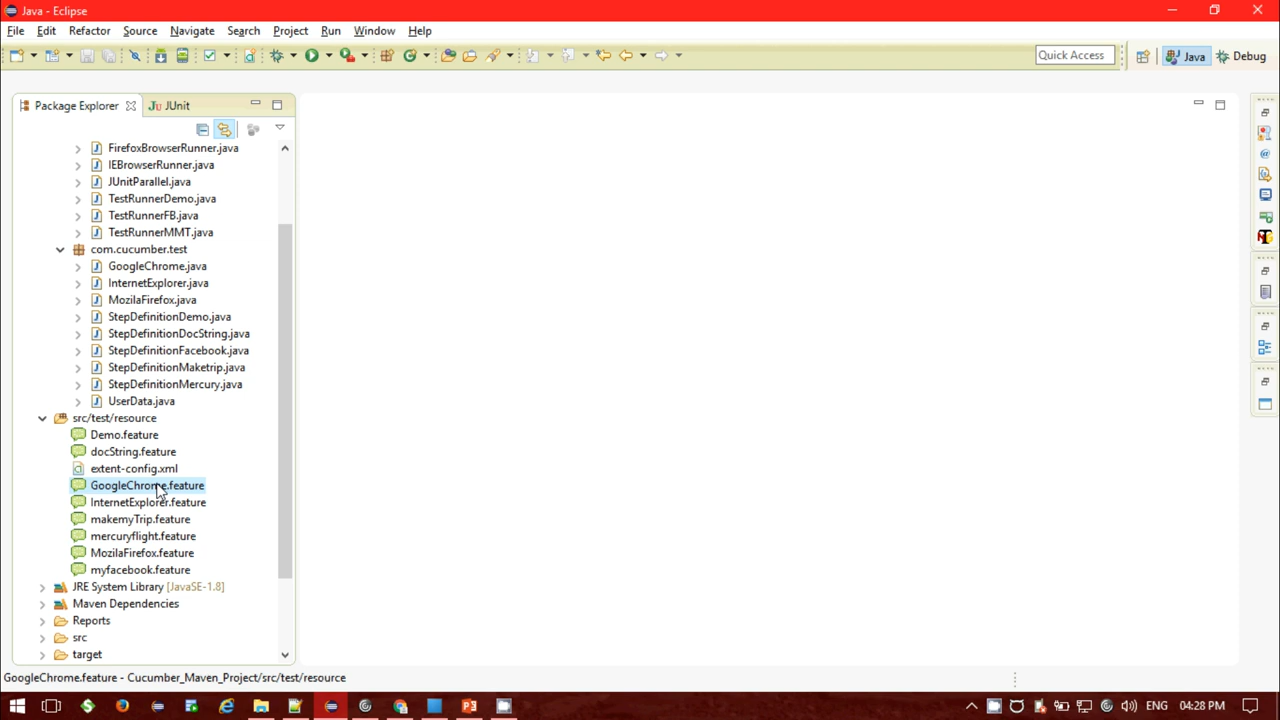 Java - Eclipse
File Edit Refactor Source Navigate Search Project Run Window Help
Quick Access Java Debug
Package Explorer JU JUnit
FirefoxBrowserRunner.java
IEBrowserRunner.java
JUnitParallel.java
TestRunnerDemo.java
TestRunnerFB.java
TestRunnerMMT.java
com.cucumber.test
GoogleChrome.java
InternetExplorer.java
MozilaFirefox.java
StepDefinitionDemo.java
StepDefinitionDocString.java
StepDefinitionFacebook.java
StepDefinitionMaketrip.java
StepDefinitionMercury.java
UserData.java
src/test/resource
Demo.feature
docString.feature
extent-config.xml
GoogleChrome.feature
InternetExplorer.feature
makemyTrip.feature
mercuryflight.feature
MozilaFirefox.feature
myfacebook.feature
JRE System Library [JavaSE-1.8]
Maven Dependencies
Reports
src
target
GoogleChrome.feature - Cucumber_Maven_Project/src/test/resource
ENG 04:28 PM